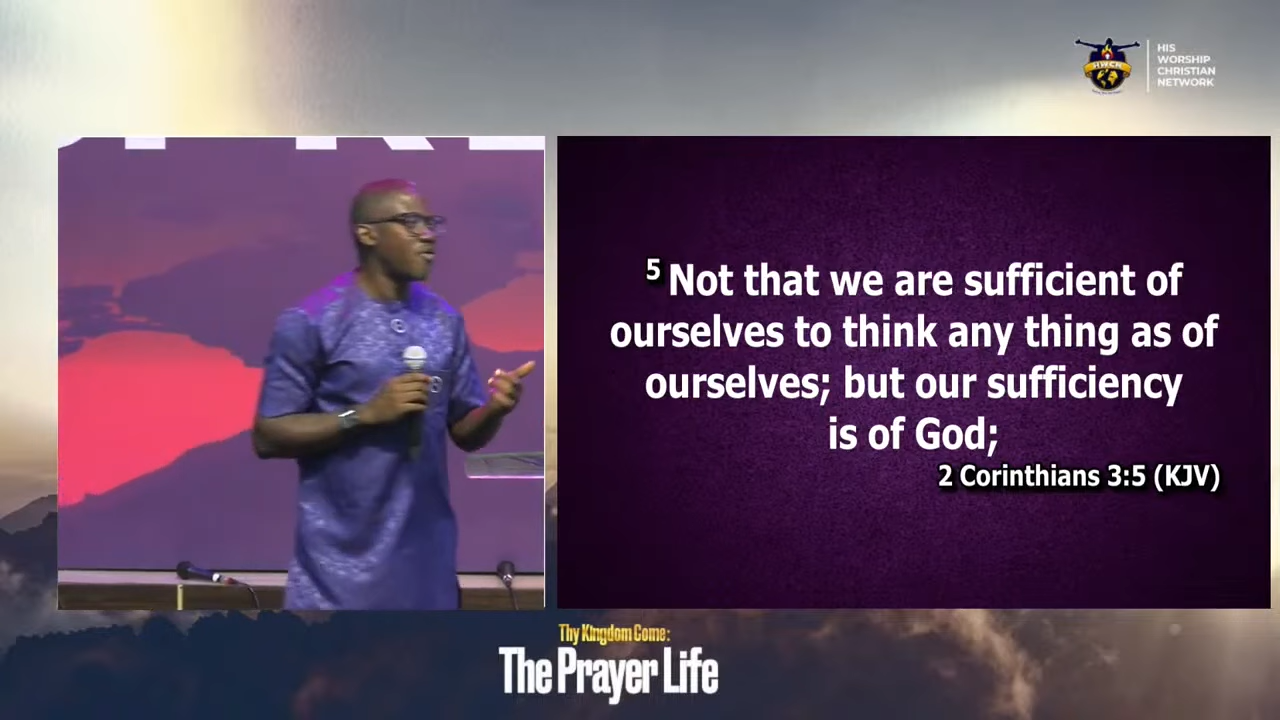 HWCN
HIS
WORSHIP
CHRISTIAN
NETWORK
5 Not that we are sufficient of
ourselves to think any thing as of
ourselves; but our sufficiency
is of God;
2 Corinthians 3:5 (KJV)
Thy Kingdom Come:
The Prayer Life